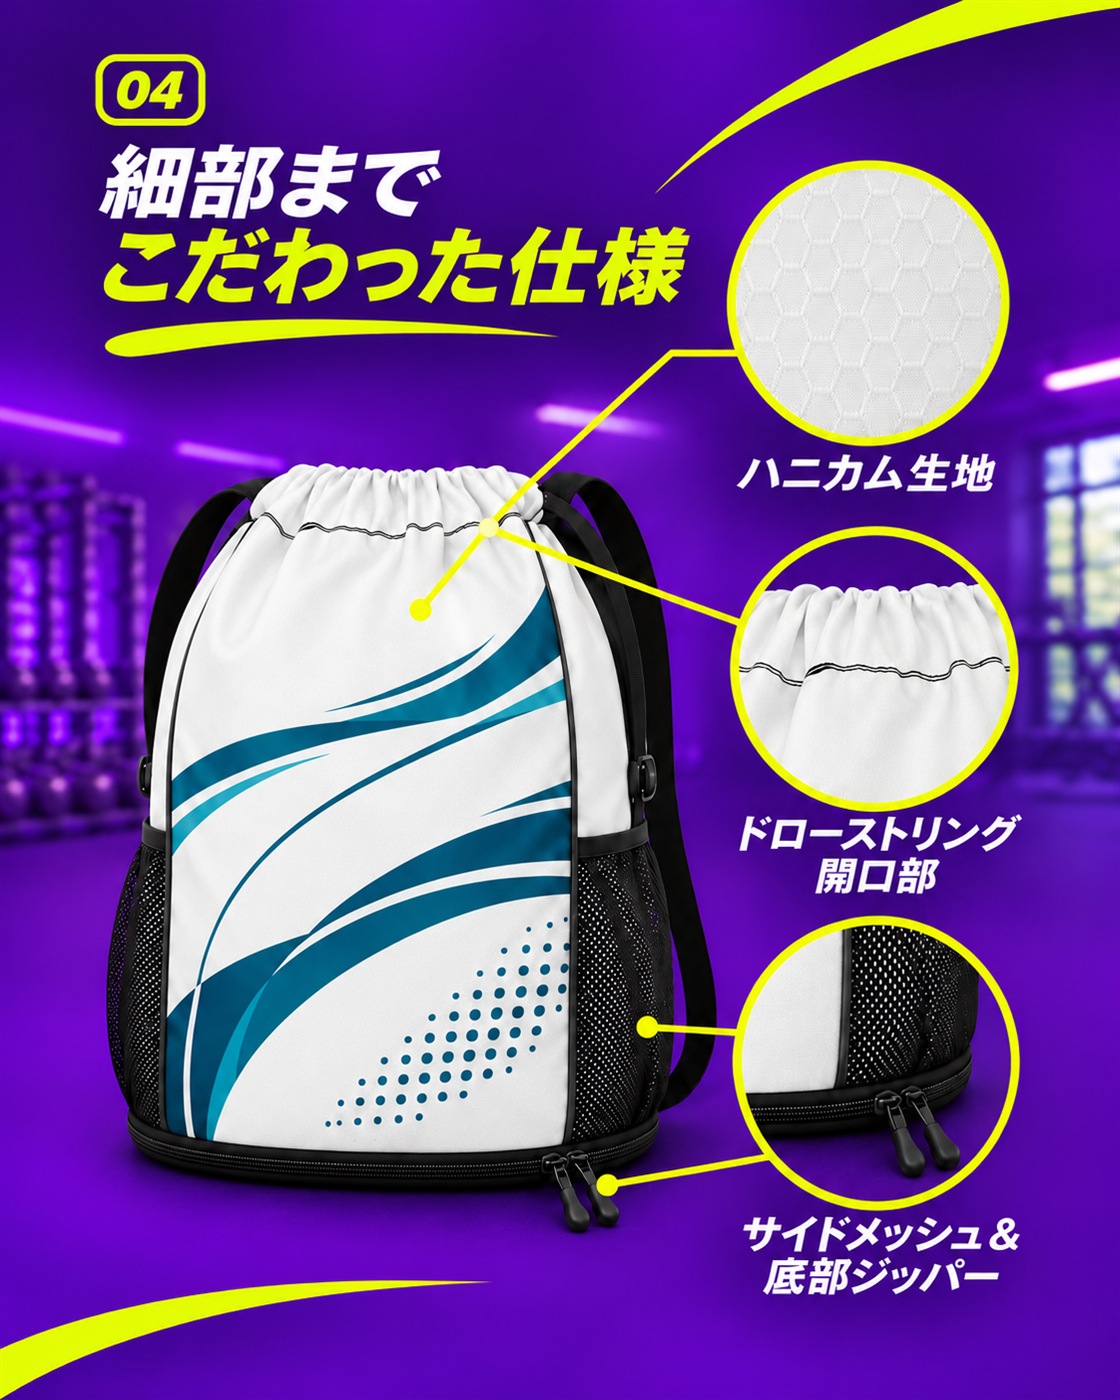 04
細部まで
こだわった仕様
ハニカム生地
ドローストリング
開口部
サイドメッシュ&
底部ジッパー